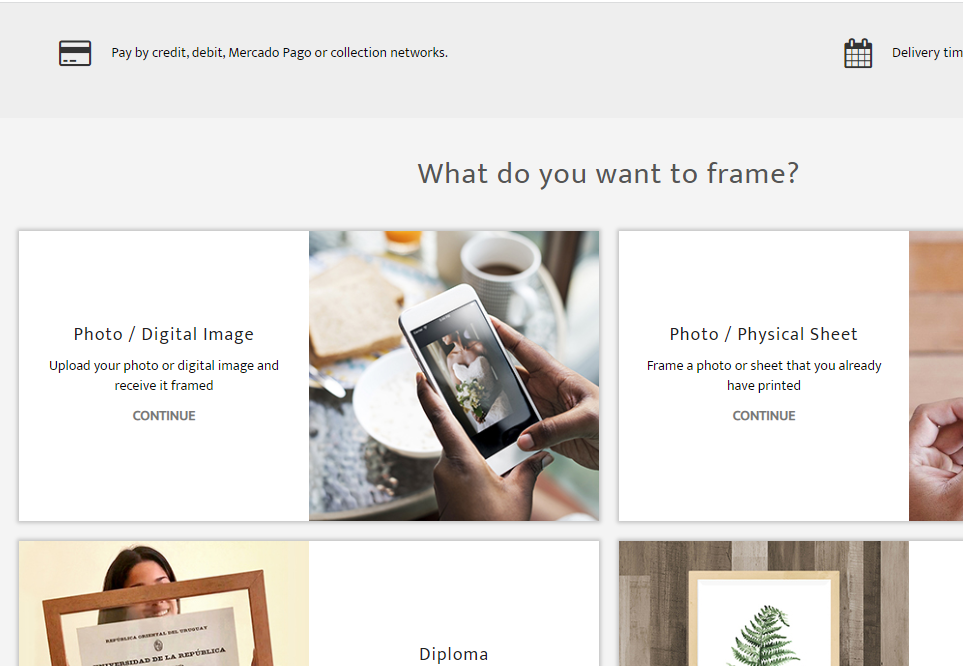 Pay by credit, debit, Mercado Pago or collection networks.
Delivery tim
What do you want to frame?
Photo / Digital Image
Upload your photo or digital image and
receive it framed
CONTINUE
Photo / Physical Sheet
Frame a photo or sheet that you already
have printed
CONTINUE
REPÚBLICA ORIENTAL DEL URUGUAY
UNIVERSIDAD DE LA REPÚBLICA
Diploma